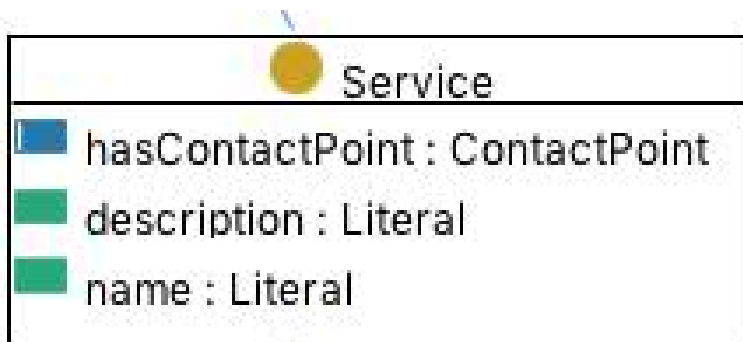 Service
hasContactPoint : ContactPoint
description : Literal
name : Literal